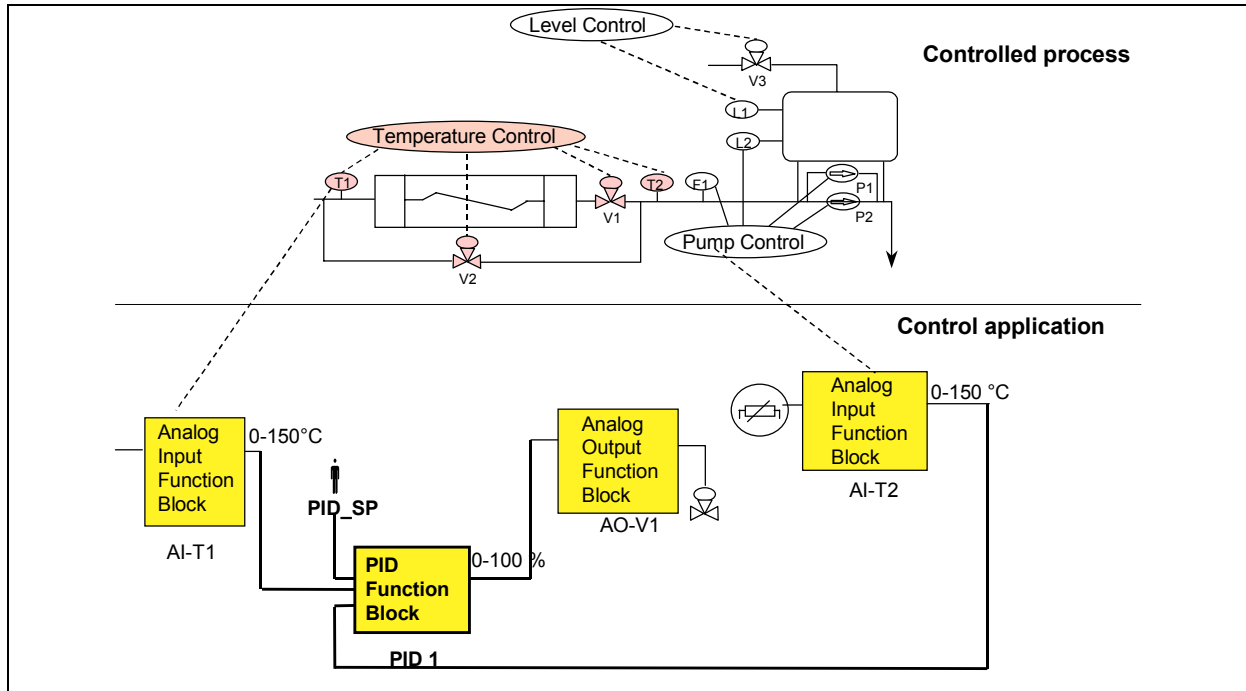 Level Control
Controlled process
V3
L1
L2
Temperature Control
T1
T2
F1
V1
P1
P2
Pump Control
V2
Control application
Analog
Input
Function
Block
0-150°C
AI-T1
PID_SP
PID
Function
Block
0-100 %
PID 1
Analog
Output
Function
Block
AO-V1
Analog
Input
Function
Block
0-150 °C
AI-T2